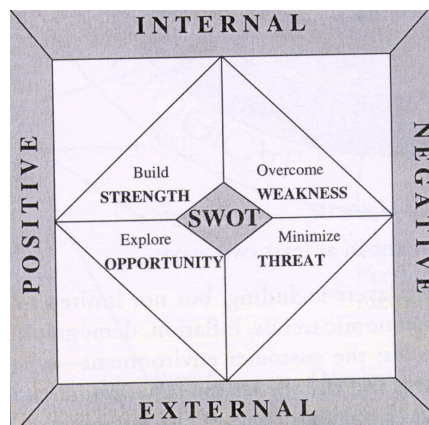 INTERNAL
POSITIVE
NEGATIVE
Build
STRENGTH
Overcome
WEAKNESS
SWOT
Explore
OPPORTUNITY
Minimize
THREAT
EXTERNAL